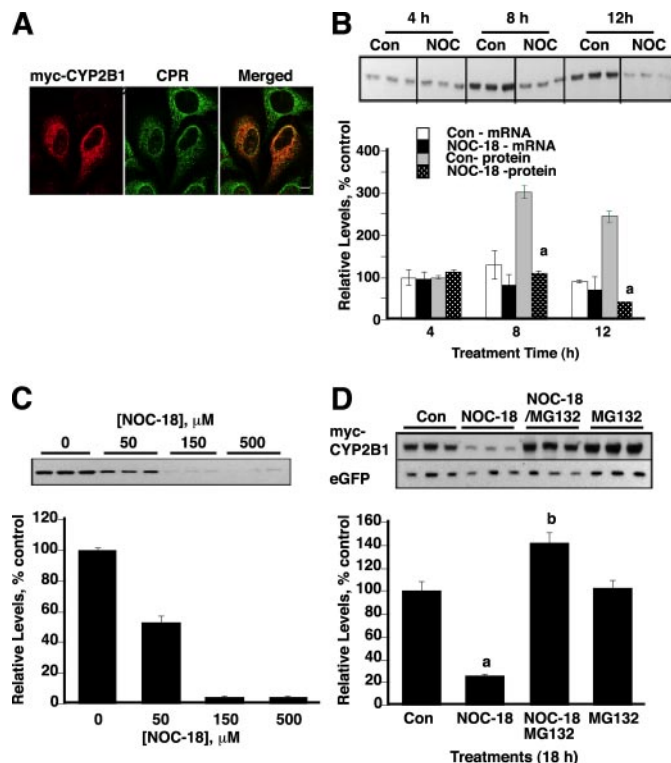 A
myc-CYP2B1 CPR Merged
B
4 h 8 h 12h
Con NOC Con NOC Con NOC
Con - mRNA
NOC-18 - mRNA
Con- protein
NOC-18 -protein
Relative Levels, % control
400
300
200
100
0
a
a
4 8 12
Treatment Time (h)
C
[NOC-18], μM
0 50 150 500
Relative Levels, % control
120
100
80
60
40
20
0
0 50 150 500
[NOC-18], μM
D
NOC-18
Con NOC-18 /MG132 MG132
myc-
CYP2B1
eGFP
Relative Levels, % control
160
140
120
100
80
60
40
20
0
a
b
Con NOC-18 NOC-18 MG132
MG132
Treatments (18 h)